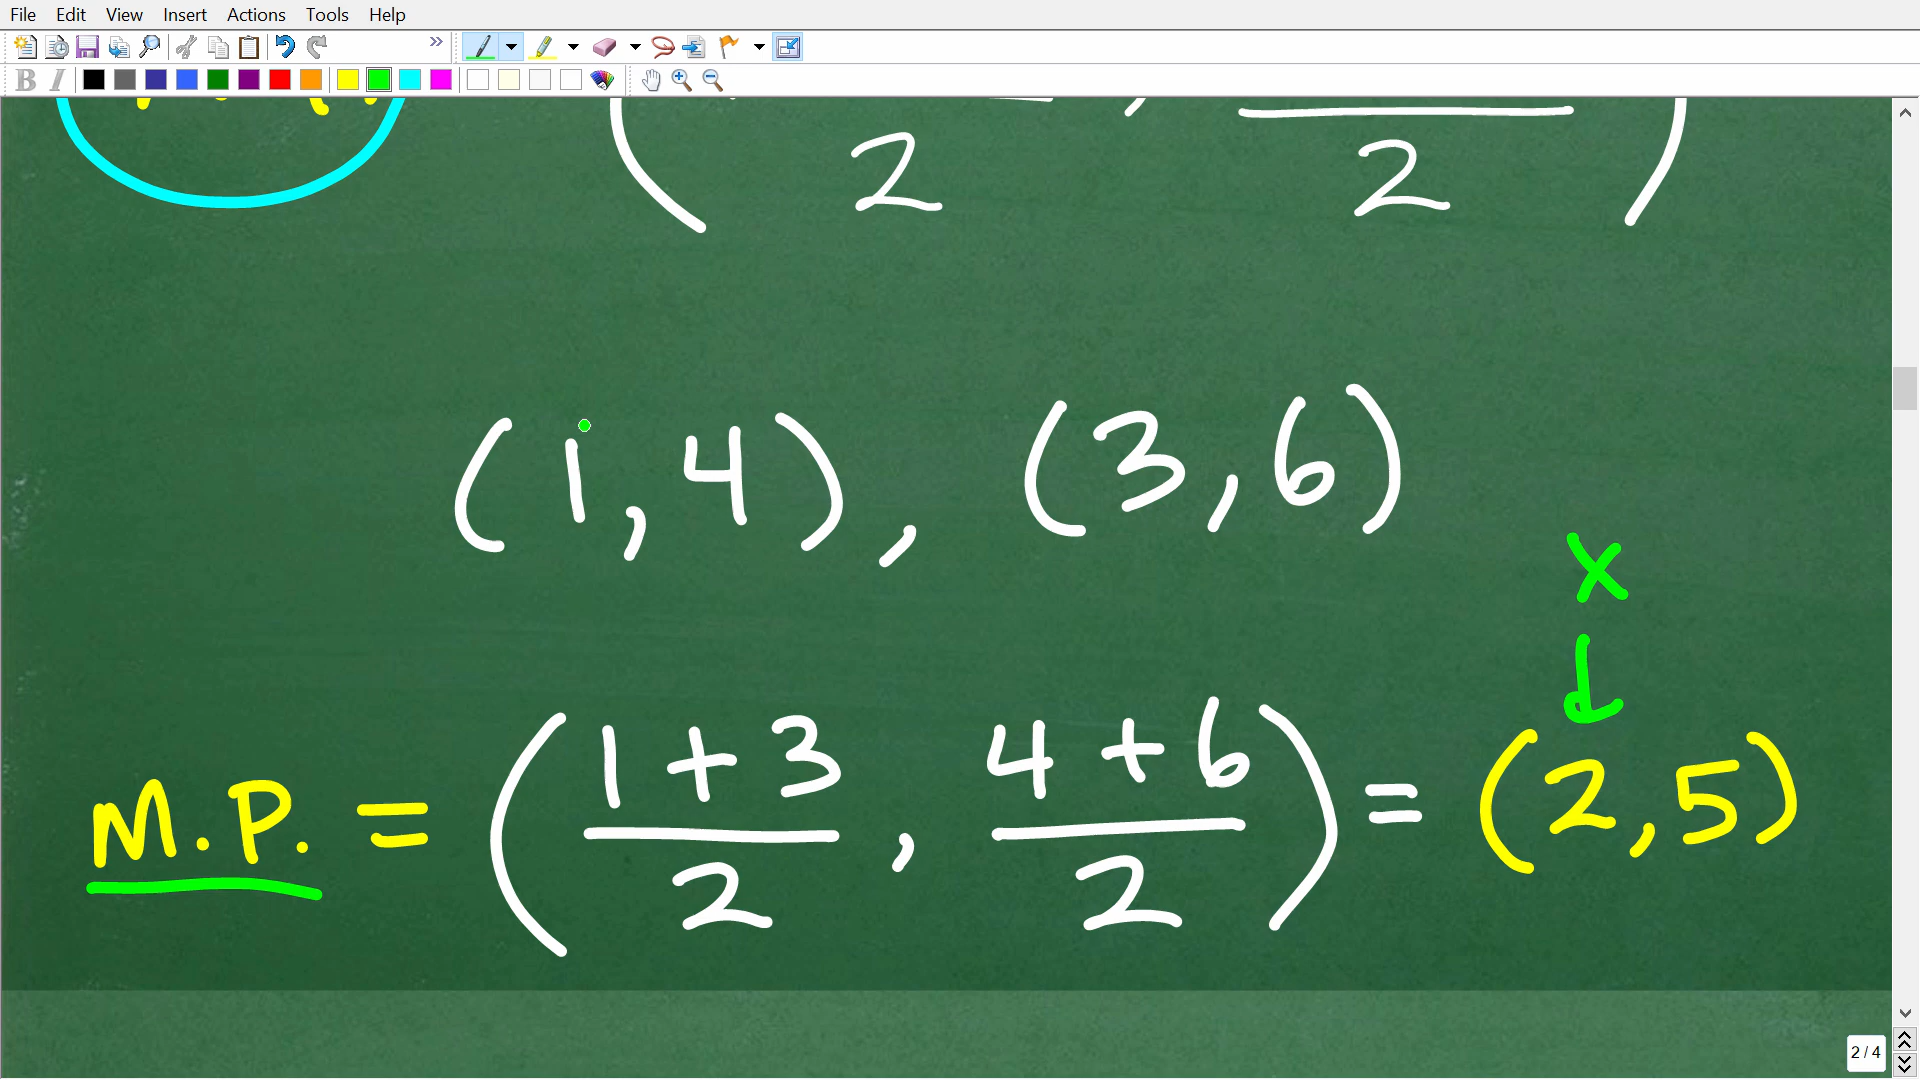 File Edit View Insert Actions Tools Help
B I
2 2
(1,4), (3,6)
x
1+3 4+6
M.P. = ( , ) = (2,5)
2 2
2 / 4